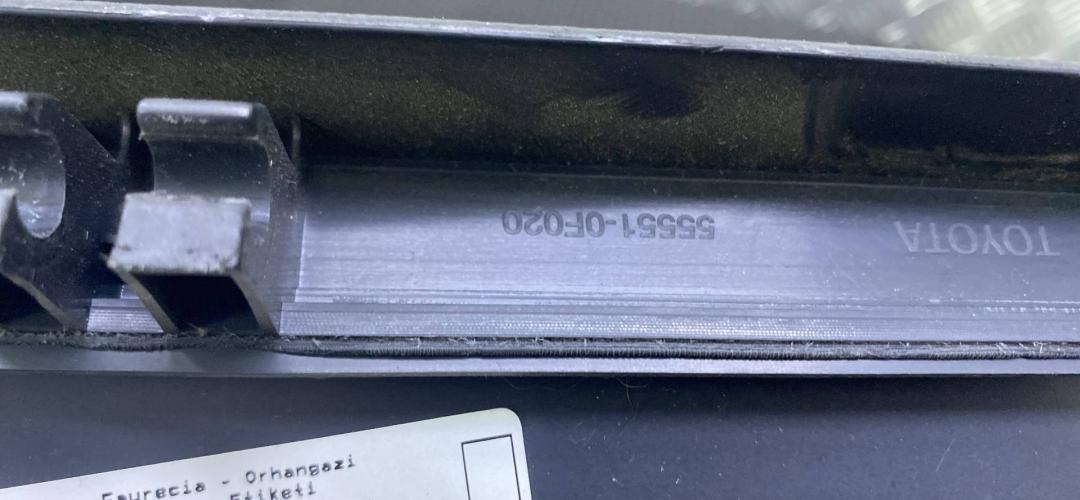 55551-0F020
TOYOTA
Faurecia - Orhangazi
Etiketi